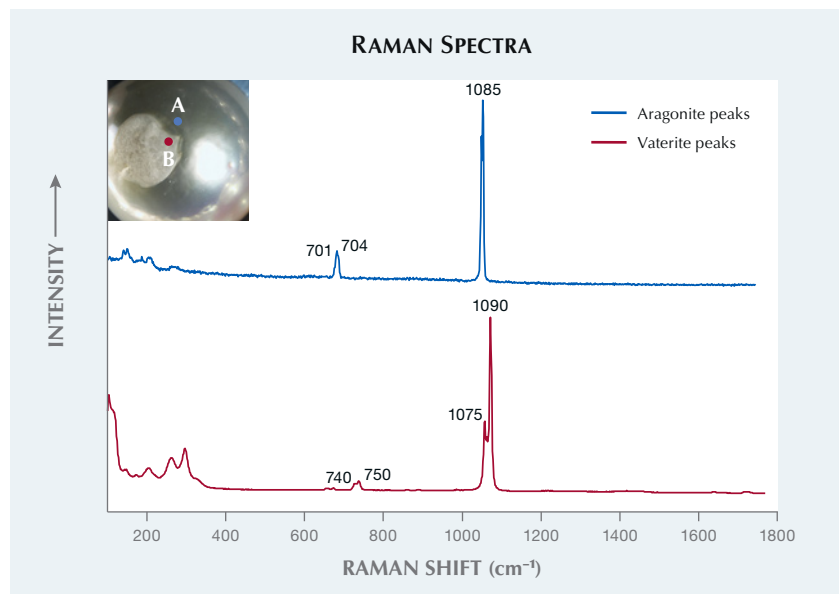 RAMAN SPECTRA
A
B
1085
Aragonite peaks
Vaterite peaks
701 704
1090
1075
740 750
INTENSITY
200 400 600 800 1000 1200 1400 1600 1800
RAMAN SHIFT (cm⁻¹)